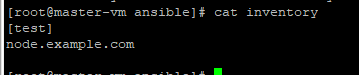 [root@master-vm ansible]# cat inventory
[test]
node.example.com
[root@master-vm ansible]#